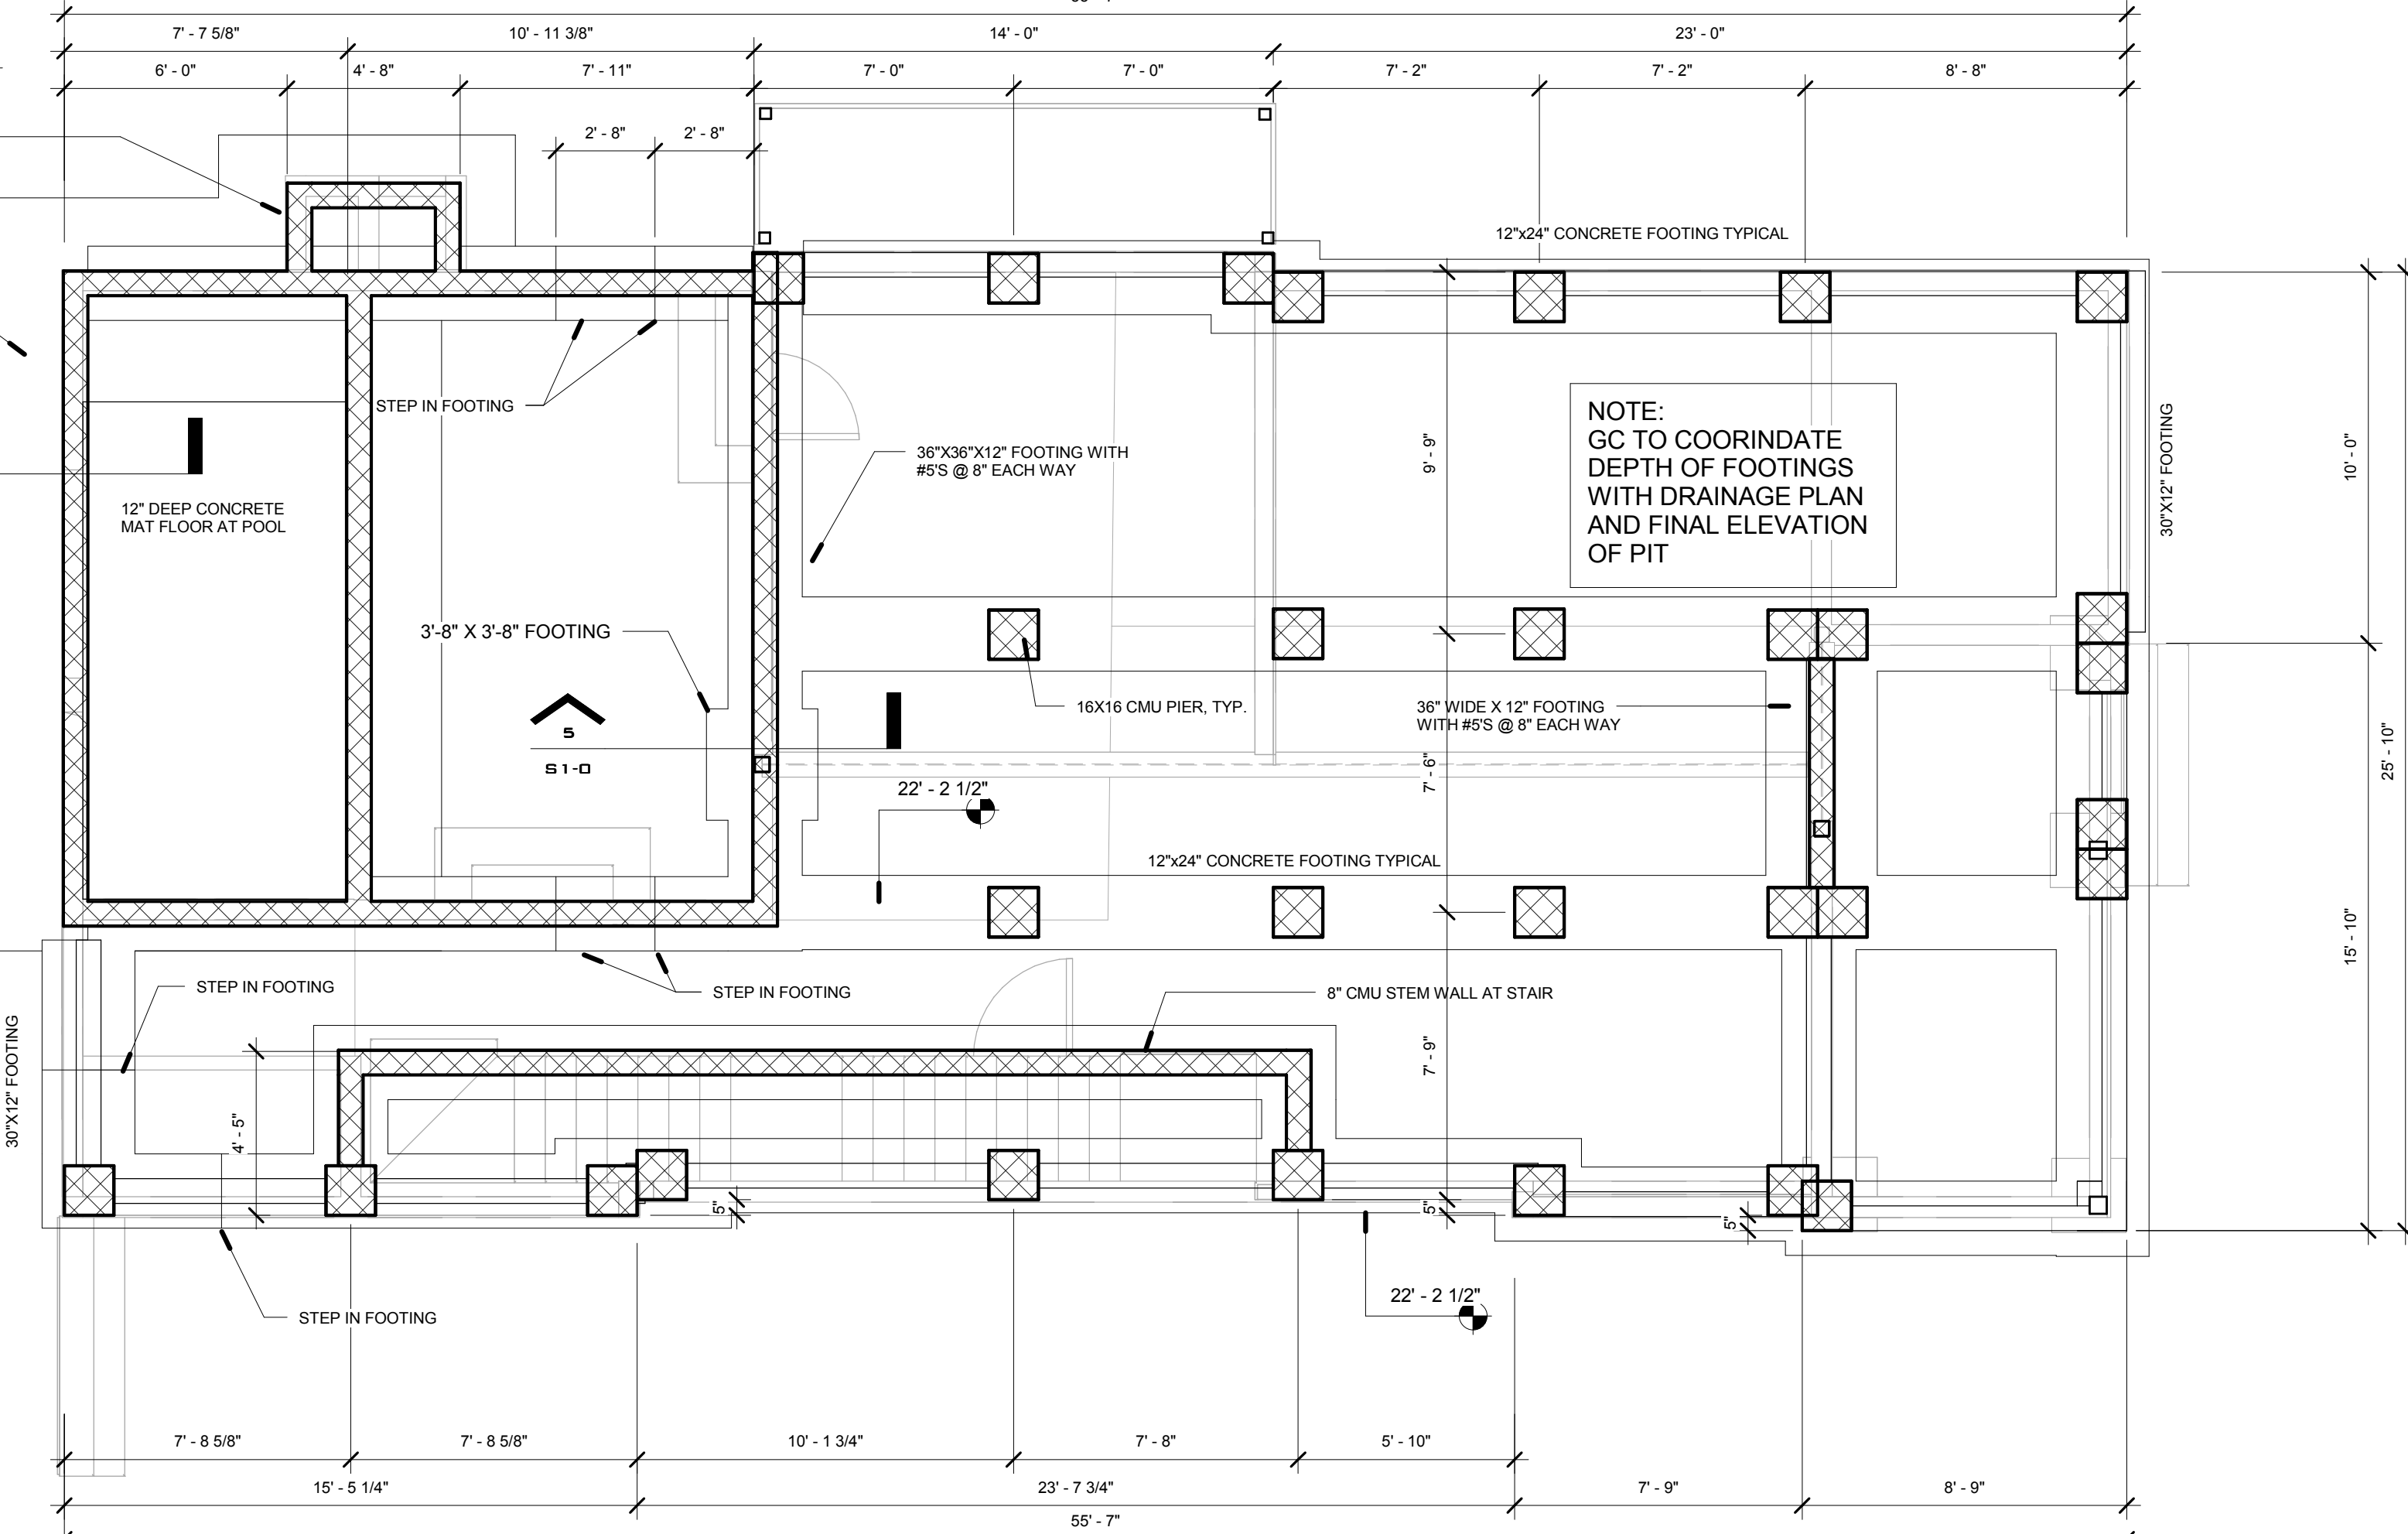 7' - 7 5/8"
10' - 11 3/8"
14' - 0"
23' - 0"
6' - 0"
4' - 8"
7' - 11"
7' - 0"
7' - 0"
7' - 2"
7' - 2"
8' - 8"
2' - 8"
2' - 8"
12"x24" CONCRETE FOOTING TYPICAL
STEP IN FOOTING
36"X36"X12" FOOTING WITH
#5'S @ 8" EACH WAY
9' - 9"
NOTE:
GC TO COORINDATE
DEPTH OF FOOTINGS
WITH DRAINAGE PLAN
AND FINAL ELEVATION
OF PIT
30"X12" FOOTING
10' - 0"
12" DEEP CONCRETE
MAT FLOOR AT POOL
3'-8" X 3'-8" FOOTING
5
S1-0
16X16 CMU PIER, TYP.
36" WIDE X 12" FOOTING
WITH #5'S @ 8" EACH WAY
7' - 6"
25' - 10"
22' - 2 1/2"
12"x24" CONCRETE FOOTING TYPICAL
15' - 10"
STEP IN FOOTING
STEP IN FOOTING
8" CMU STEM WALL AT STAIR
30"X12" FOOTING
4' - 5"
7' - 9"
5"
5"
5"
22' - 2 1/2"
STEP IN FOOTING
7' - 8 5/8"
7' - 8 5/8"
10' - 1 3/4"
7' - 8"
5' - 10"
15' - 5 1/4"
23' - 7 3/4"
7' - 9"
8' - 9"
55' - 7"